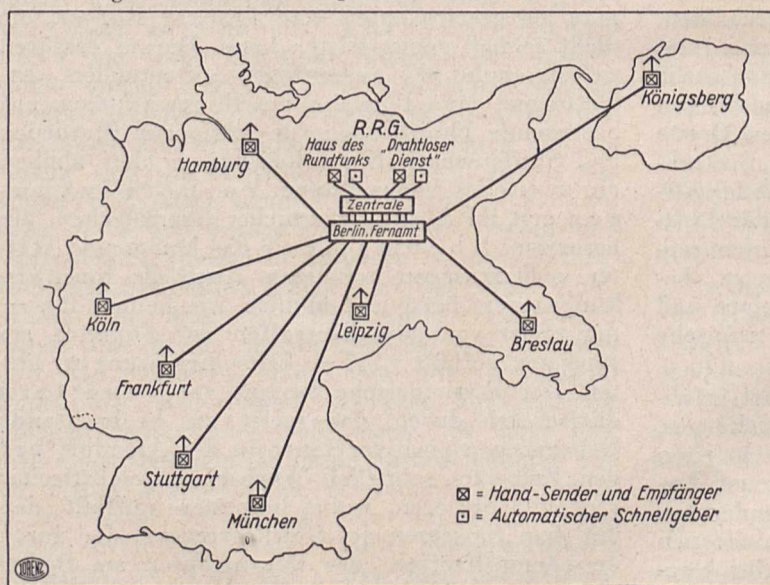 R.R.G.
Haus des
Rundfunks
„Drahtloser
Dienst"
Zentrale
Berlin, Fernamt
Königsberg
Hamburg
Köln
Leipzig
Breslau
Frankfurt
Stuttgart
München
= Hand-Sender und Empfänger
= Automatischer Schnellgeber
LORENZ